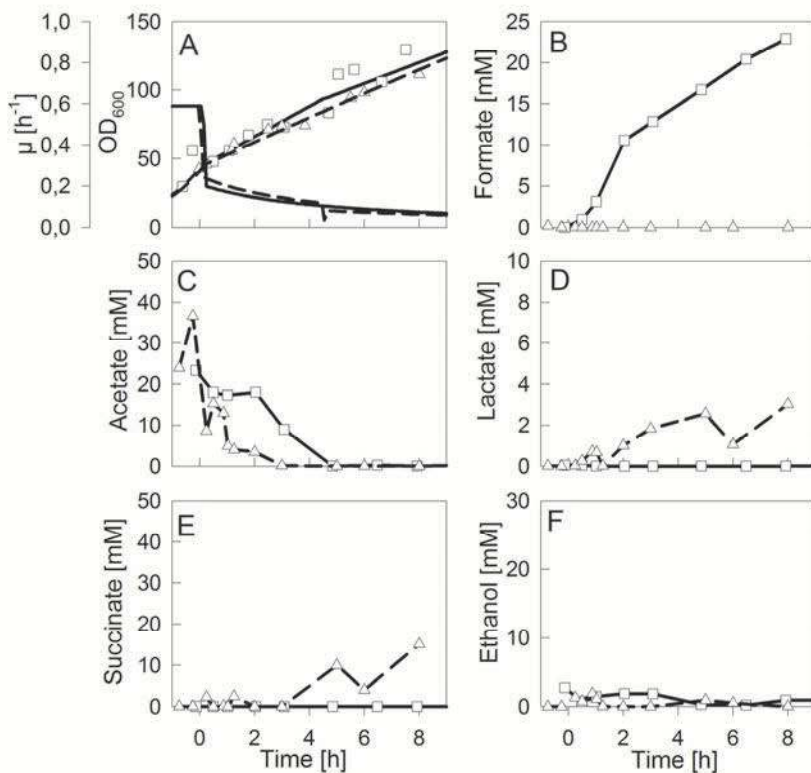 A
µ [h-1]
1,0
0,8
0,6
0,4
0,2
0,0
OD600
150
100
50
0
B
Formate [mM]
25
20
15
10
5
0
C
Acetate [mM]
50
40
30
20
10
0
D
Lactate [mM]
10
8
6
4
2
0
E
Succinate [mM]
50
40
30
20
10
0
0 2 4 6 8
Time [h]
F
Ethanol [mM]
30
20
10
0
0 2 4 6 8
Time [h]